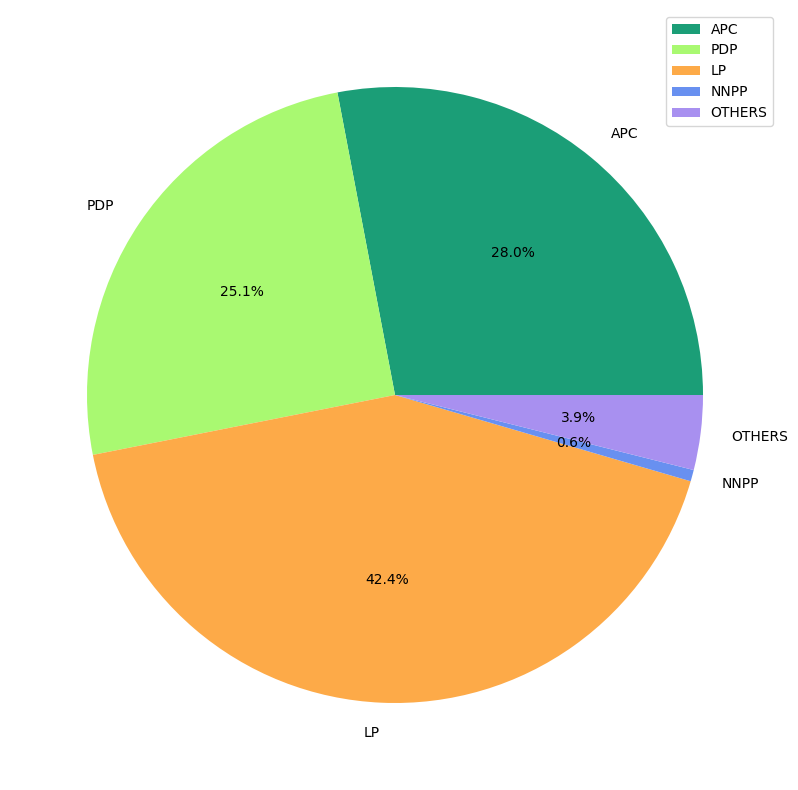 APC
PDP
LP
NNPP
OTHERS
APC
PDP
28.0%
25.1%
3.9%
OTHERS
0.6%
NNPP
42.4%
LP